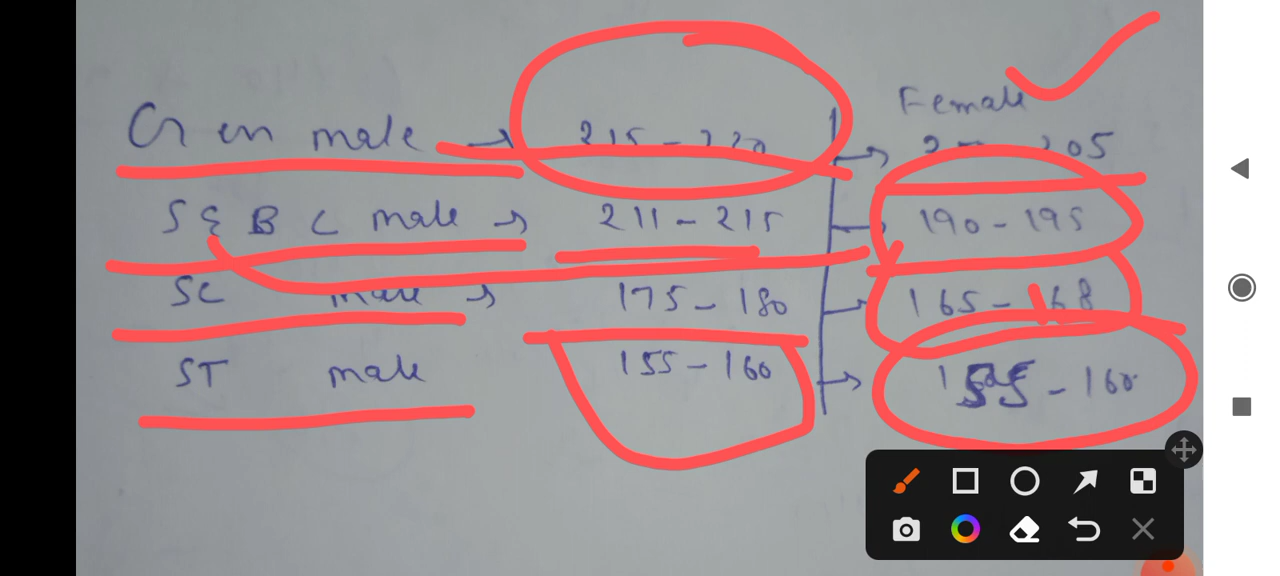 Female
Gen male → 215 - 220 → 205
S E B C male → 211 - 215 → 190 - 195
SC male → 175 - 180 → 165 - 168
ST male 155 - 160 → 155 - 160